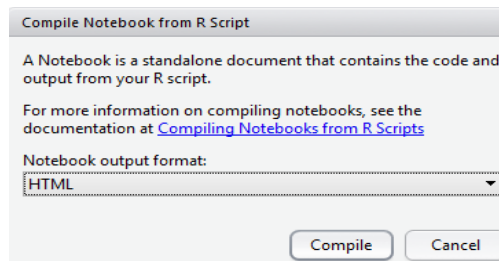 Compile Notebook from R Script
A Notebook is a standalone document that contains the code and
output from your R script.
For more information on compiling notebooks, see the
documentation at Compiling Notebooks from R Scripts
Notebook output format:
HTML
Compile Cancel